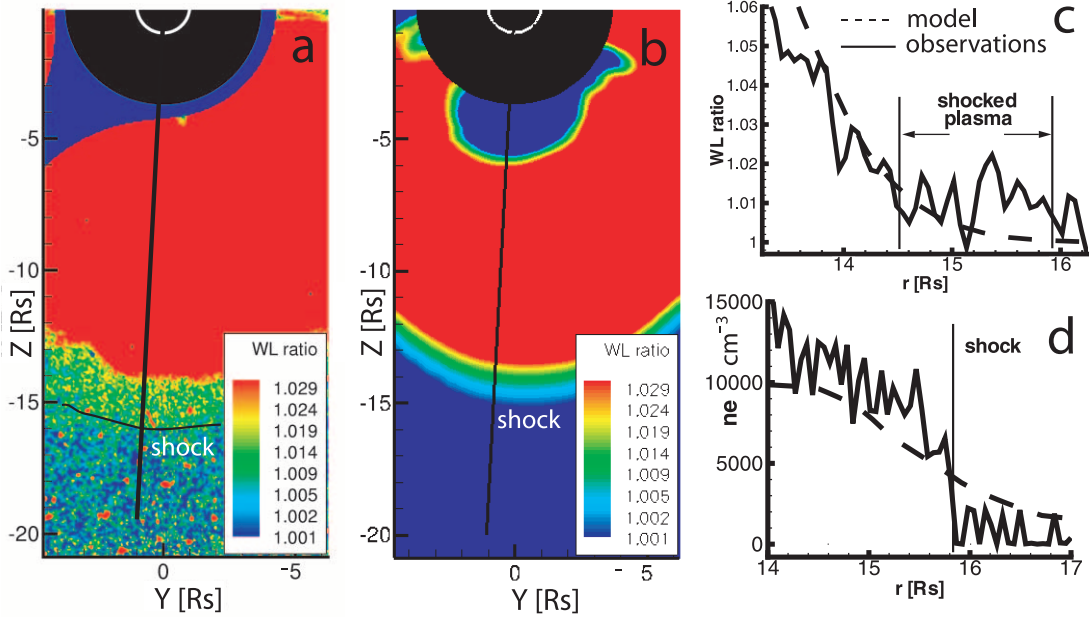 a
-5
-10
-15
-20
Z [Rs]
shock
WL ratio
1.029
1.024
1.019
1.014
1.009
1.005
1.002
1.001
0
-5
Y [Rs]
b
-5
-10
-15
-20
Z [Rs]
shock
WL ratio
1.029
1.024
1.019
1.014
1.009
1.005
1.002
1.001
0
5
Y [Rs]
c
1.06
1.05
1.04
1.03
1.02
1.01
1
WL ratio
model
observations
shocked
plasma
14
15
16
r [Rs]
d
15000
10000
5000
0
ne cm⁻³
shock
14
15
16
17
r [Rs]